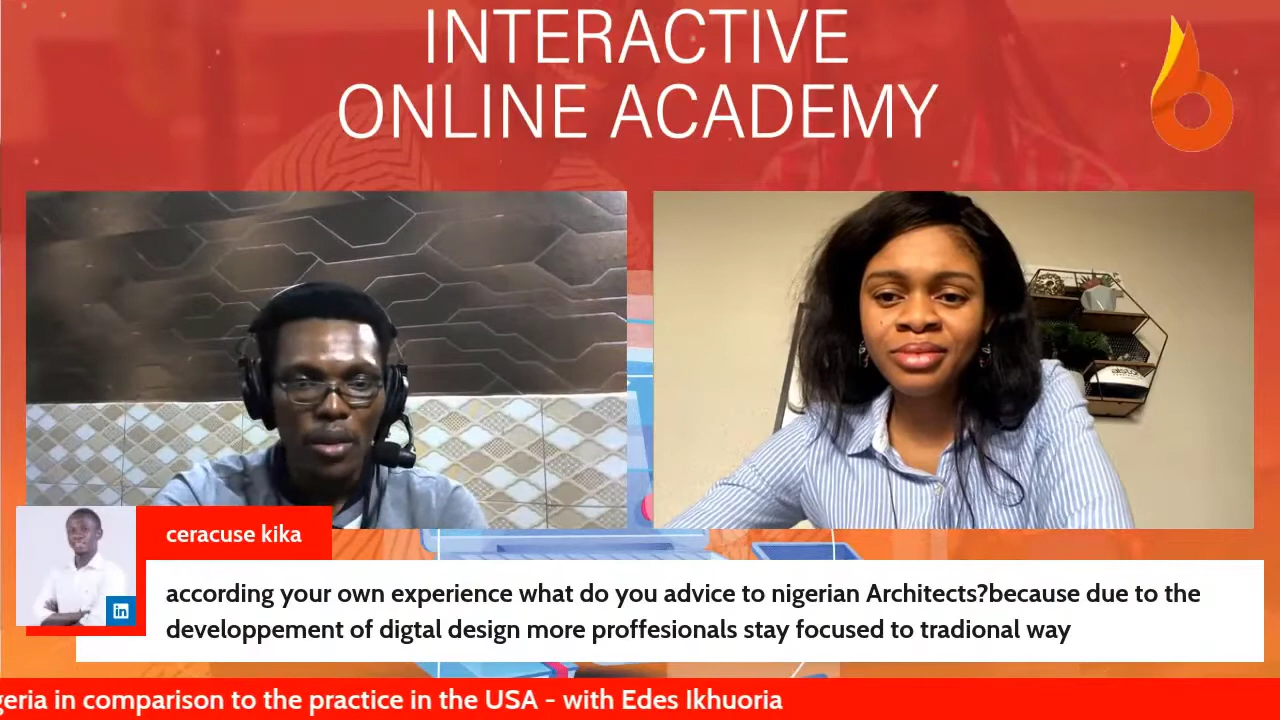 INTERACTIVE
ONLINE ACADEMY
ceracuse kika
in
according your own experience what do you advice to nigerian Architects?because due to the
developpement of digtal design more proffesionals stay focused to tradional way
geria in comparison to the practice in the USA - with Edes Ikhuoria